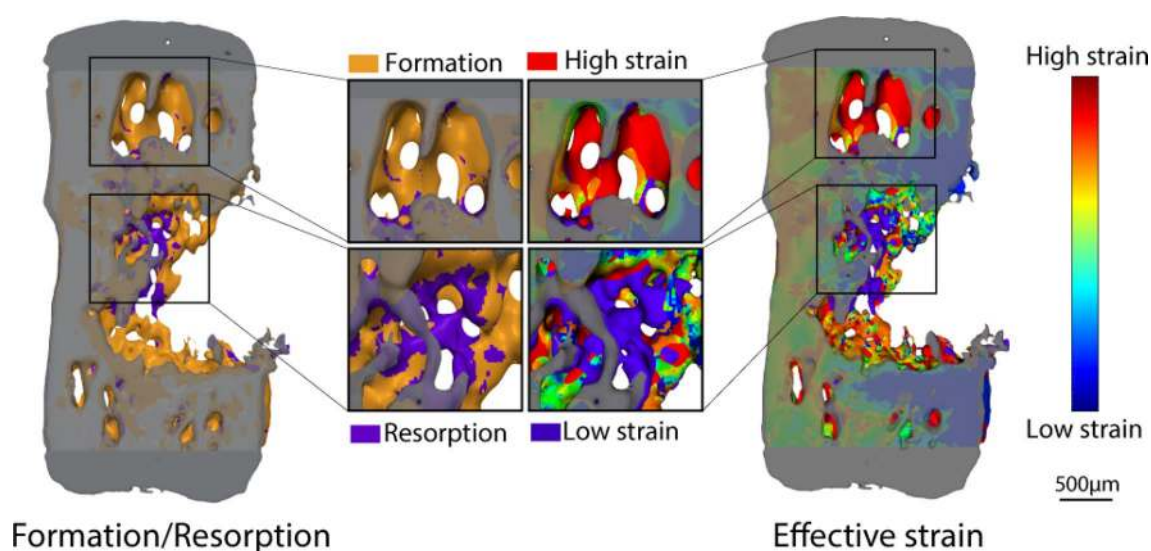 Formation
High strain
High strain
Resorption
Low strain
Low strain
500µm
Formation/Resorption
Effective strain